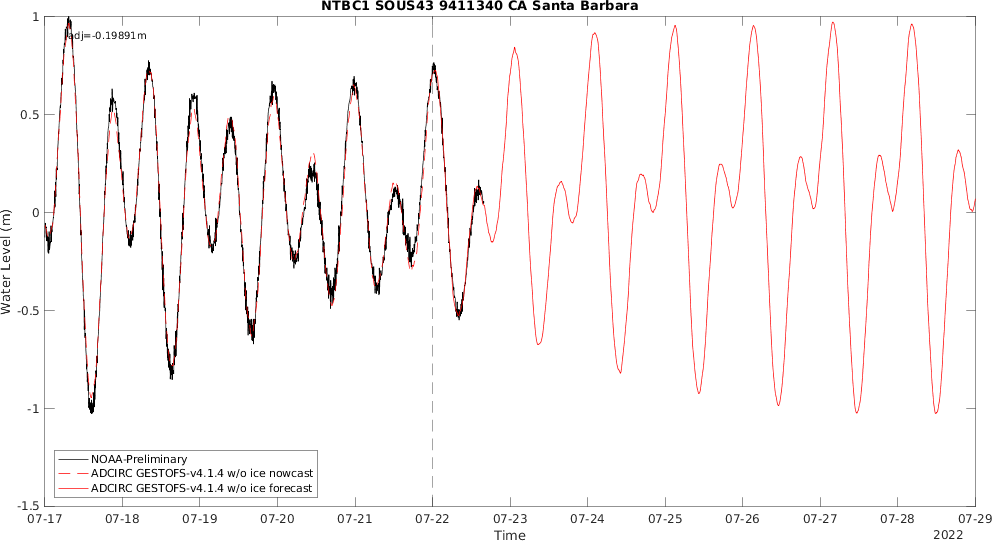 NTBC1 SOUS43 9411340 CA Santa Barbara
adj=-0.19891m
1
0.5
0
-0.5
-1
-1.5
Water Level (m)
NOAA-Preliminary
ADCIRC GESTOFS-v4.1.4 w/o ice nowcast
ADCIRC GESTOFS-v4.1.4 w/o ice forecast
07-17 07-18 07-19 07-20 07-21 07-22 07-23 07-24 07-25 07-26 07-27 07-28 07-29
Time
2022